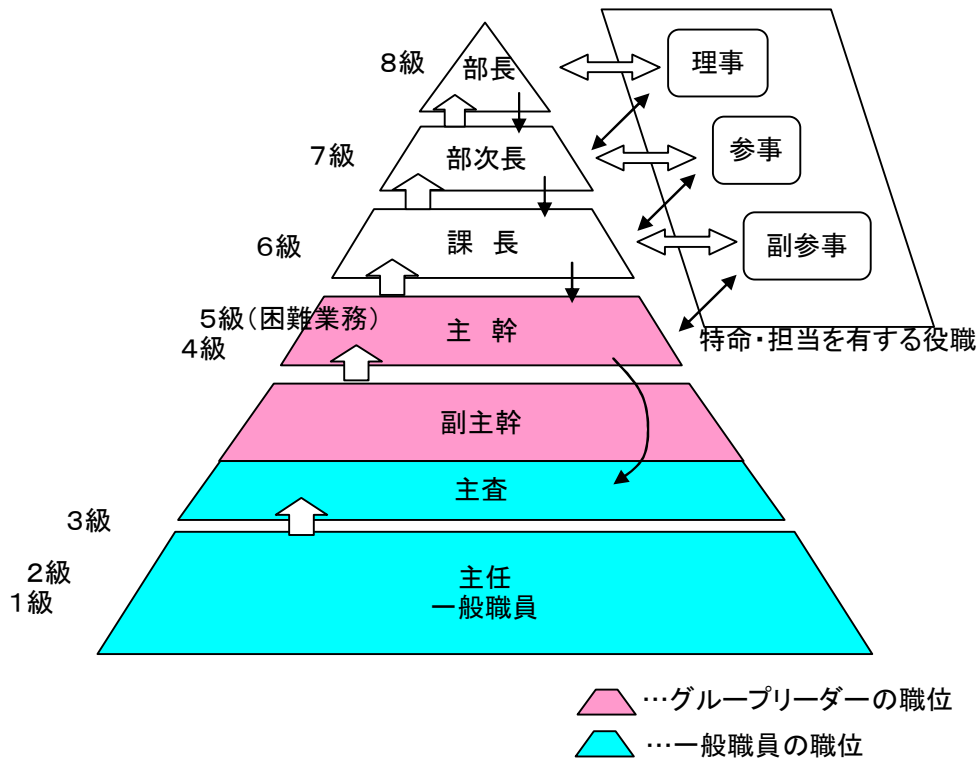 8級
部長
理事
7級
部次長
参事
6級
課 長
副参事
5級(困難業務)
4級
主 幹
特命・担当を有する役職
副主幹
主査
3級
2級
1級
主任
一般職員
…グループリーダーの職位
…一般職員の職位